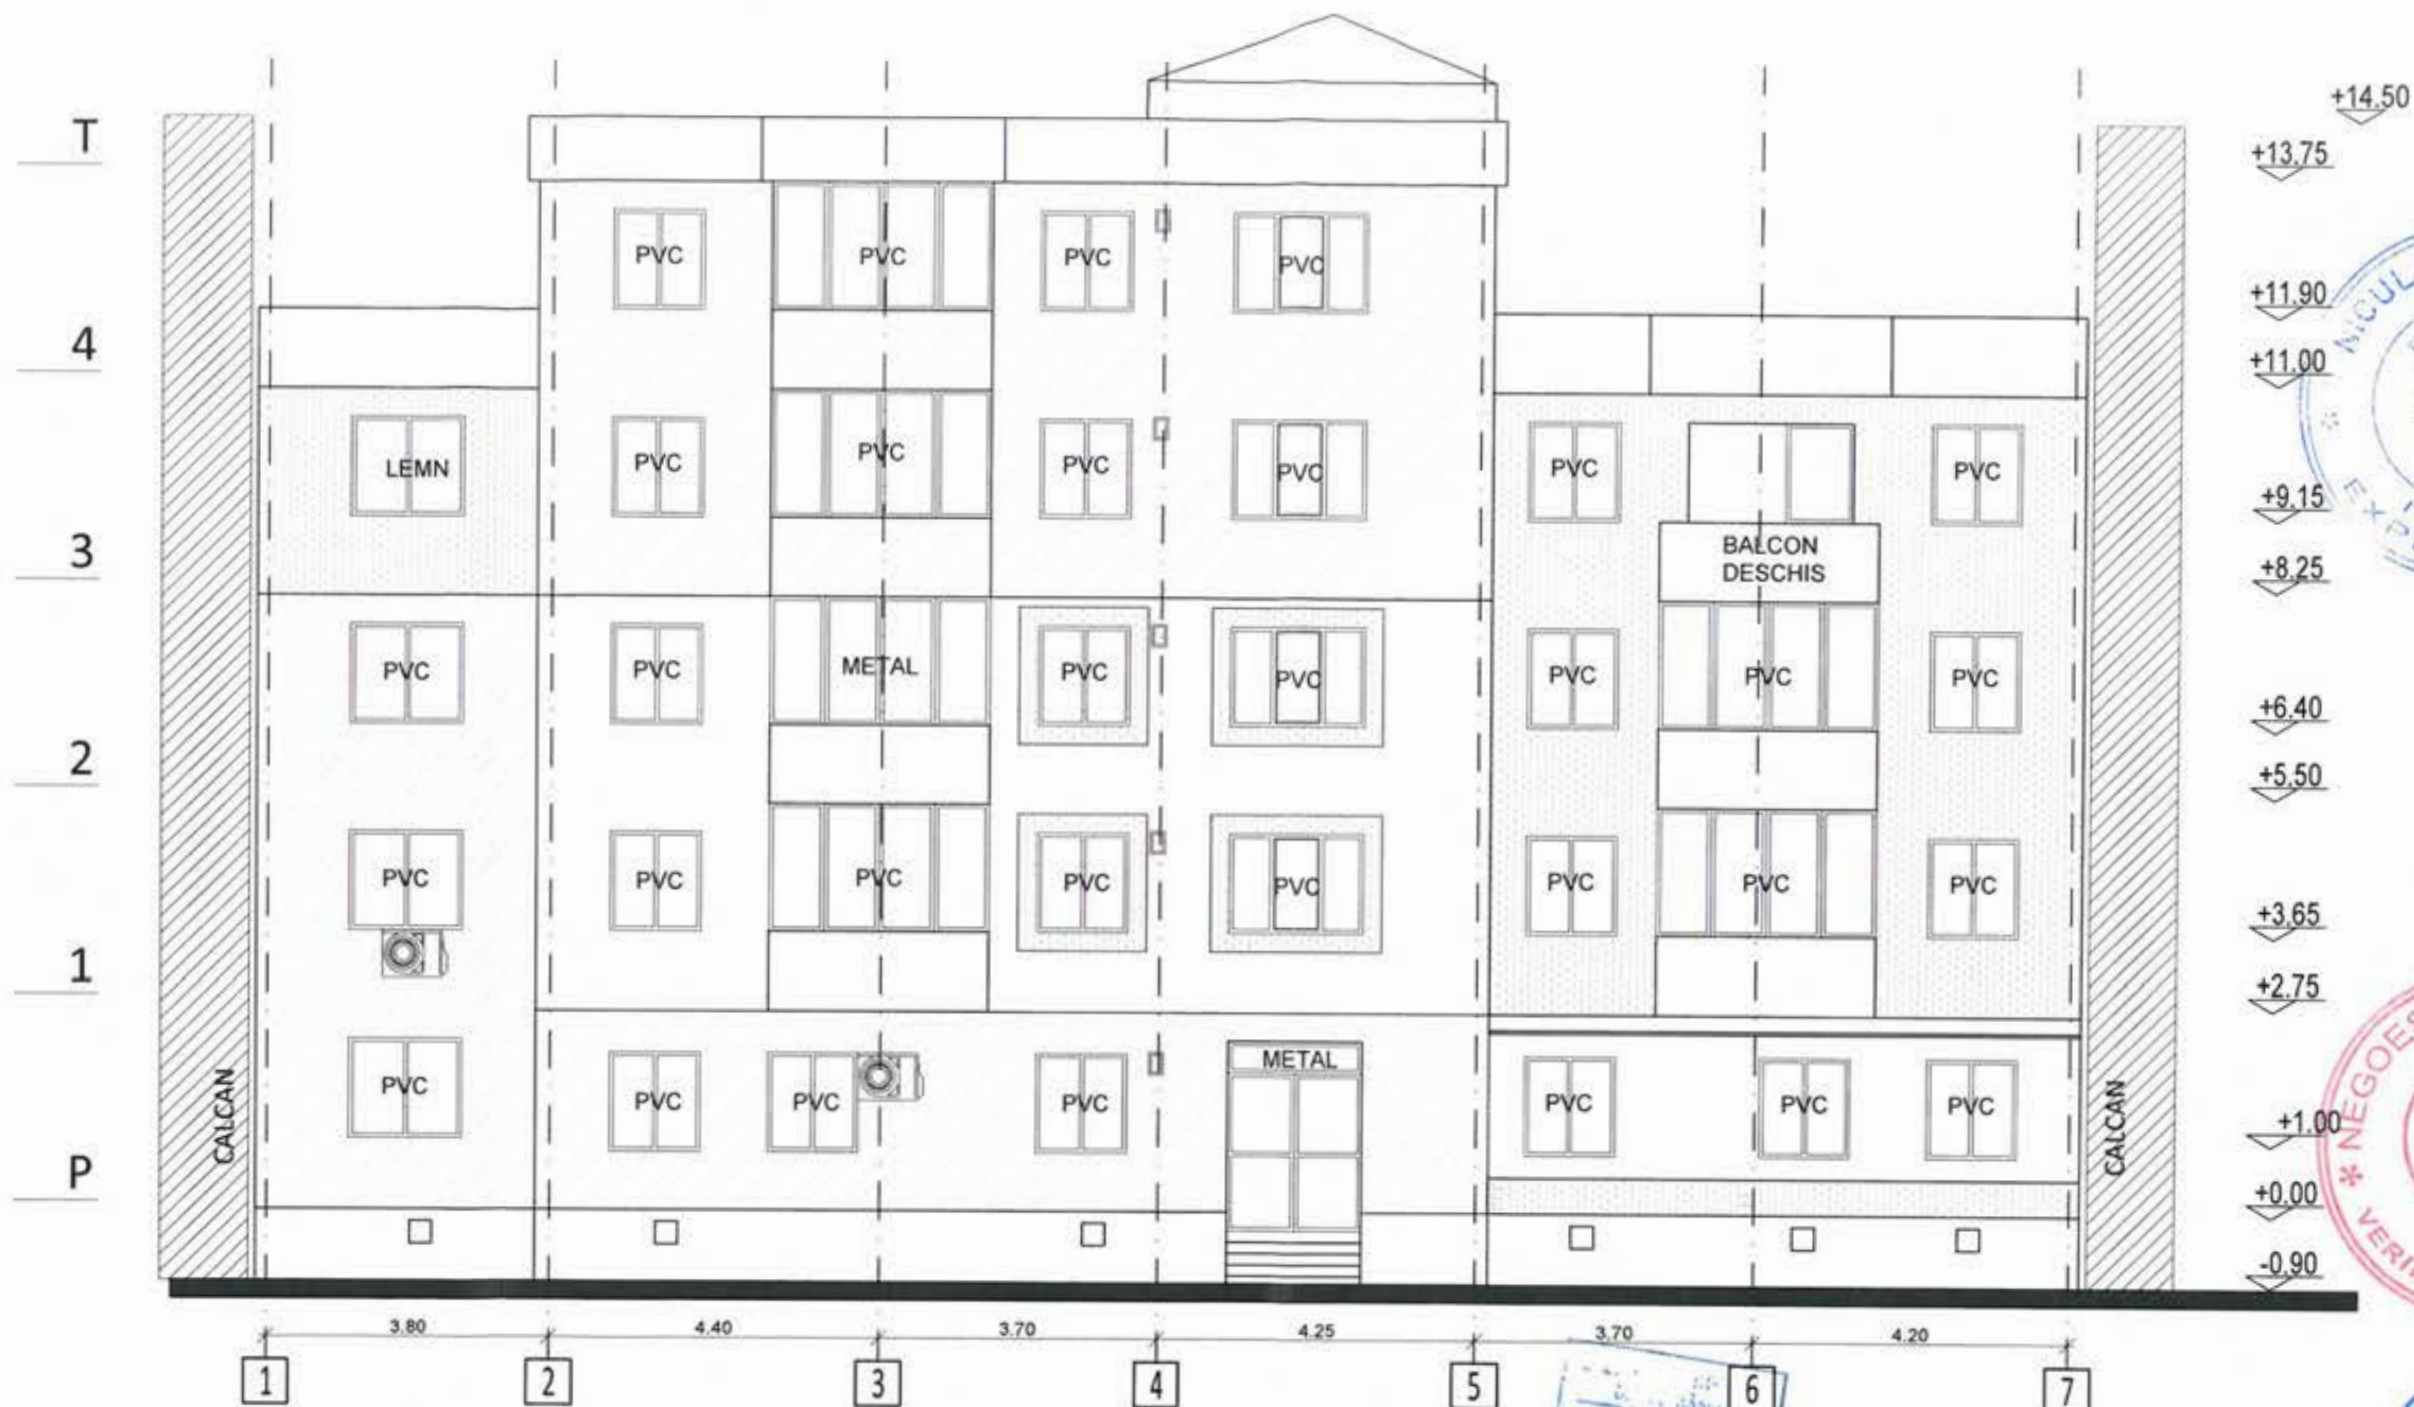 +14.50
T
+13.75
PVC PVC PVC PVC
+11.90
4
+11.00
LEMN PVC PVC PVC PVC PVC PVC
+9.15
3
BALCON
DESCHIS
+8.25
PVC PVC METAL PVC PVC PVC PVC PVC
+6.40
2
+5.50
PVC PVC PVC PVC PVC PVC PVC PVC
+3.65
1
+2.75
METAL
PVC PVC PVC PVC PVC PVC PVC
CALCAN
CALCAN
+1.00
P
+0.00
-0.90
3.80 4.40 3.70 4.25 3.70 4.20
1 2 3 4 5 6 7